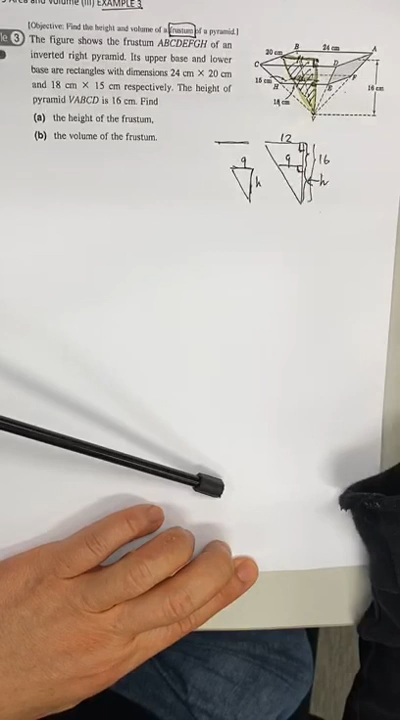 Area and volume (III) EXAMPLE 3
[Objective: Find the height and volume of a frustum of a pyramid.]
le 3 The figure shows the frustum ABCDEFGH of an
inverted right pyramid. Its upper base and lower
base are rectangles with dimensions 24 cm × 20 cm
and 18 cm × 15 cm respectively. The height of
pyramid VABCD is 16 cm. Find
(a) the height of the frustum,
(b) the volume of the frustum.
B 24 cm A
20 cm
C D
15 cm H E F 16 cm
18 cm
V
12
9 9 16
h h